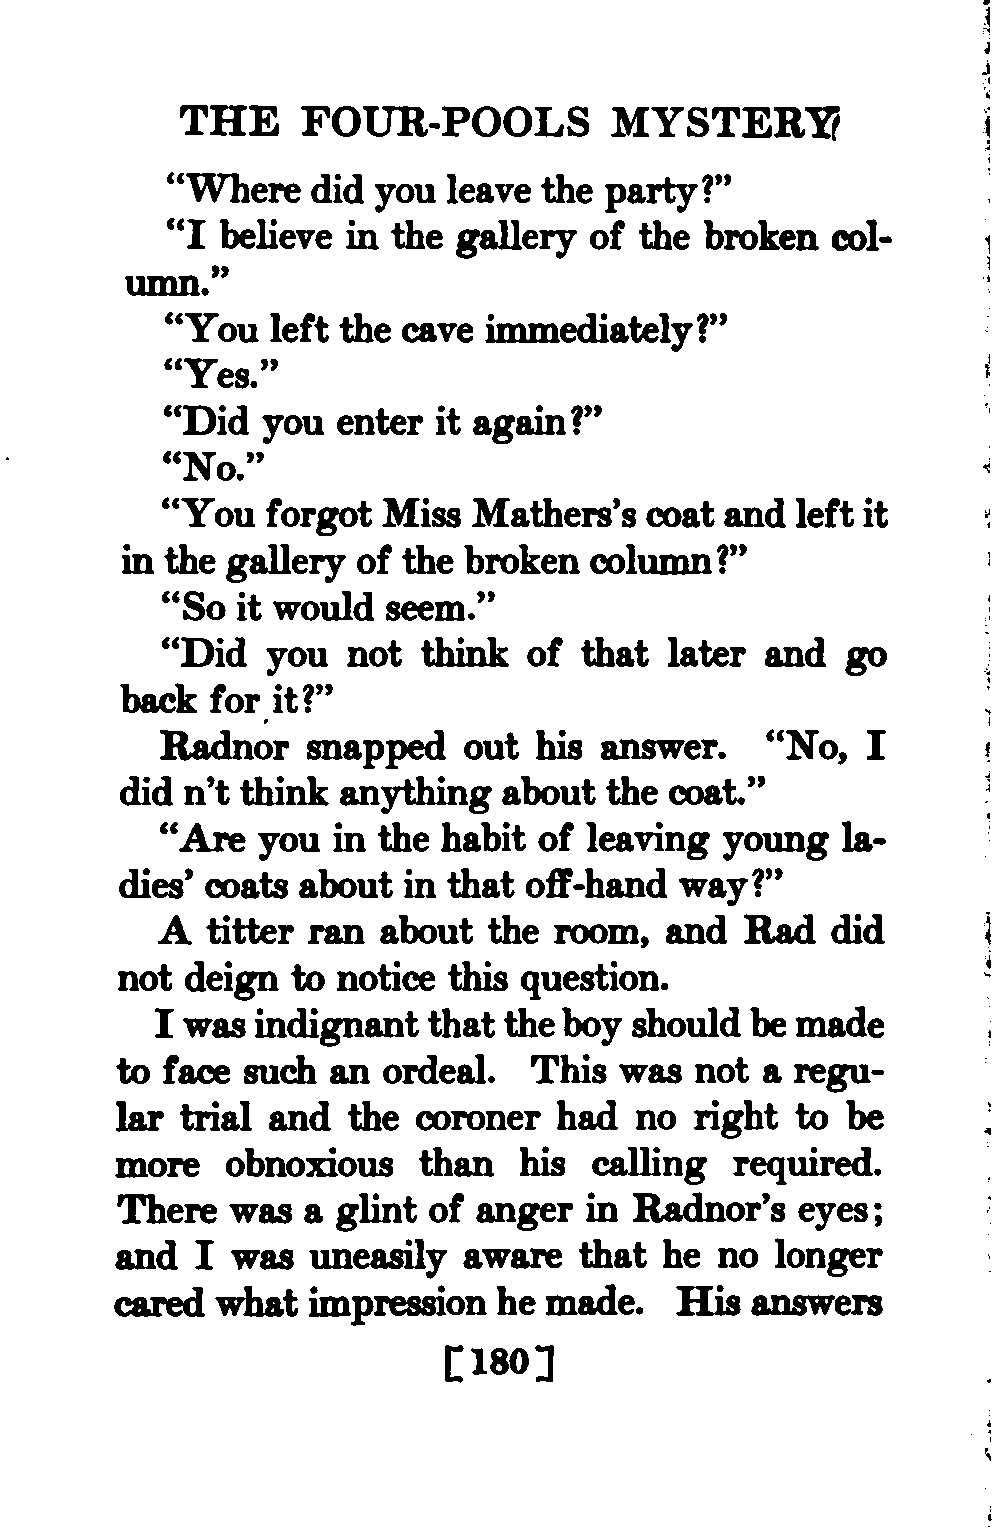 THE FOUR-POOLS MYSTERY
“Where did you leave the party?”
“I believe in the gallery of the broken col-
umn.”
“You left the cave immediately?”
“Yes.”
“Did you enter it again?”
“No.”
“You forgot Miss Mathers’s coat and left it
in the gallery of the broken column?”
“So it would seem.”
“Did you not think of that later and go
back for it?”
Radnor snapped out his answer. “No, I
did n’t think anything about the coat.”
“Are you in the habit of leaving young la-
dies’ coats about in that off-hand way?”
A titter ran about the room, and Rad did
not deign to notice this question.
I was indignant that the boy should be made
to face such an ordeal. This was not a regu-
lar trial and the coroner had no right to be
more obnoxious than his calling required.
There was a glint of anger in Radnor’s eyes;
and I was uneasily aware that he no longer
cared what impression he made. His answers
[180]